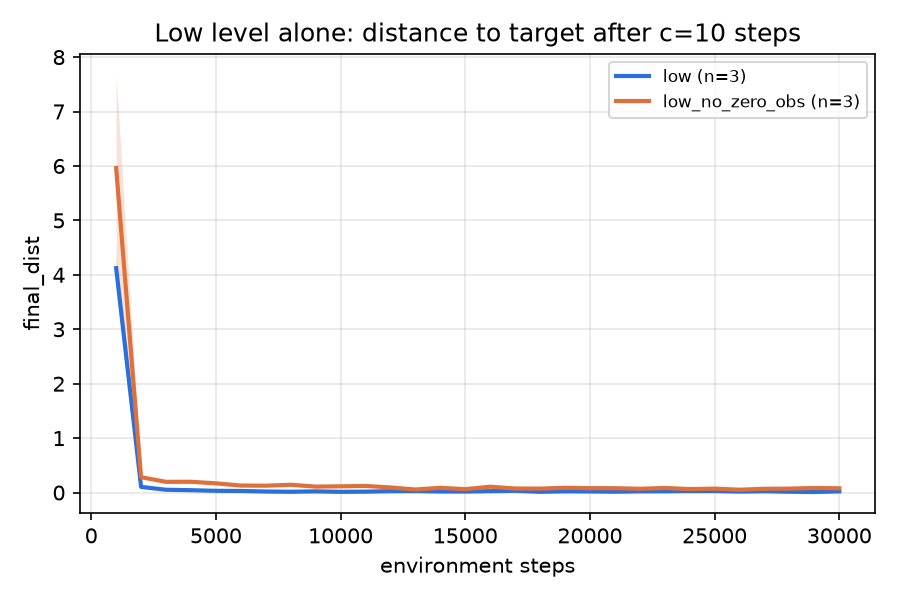 Low level alone: distance to target after c=10 steps
low (n=3)
low_no_zero_obs (n=3)
final_dist
8
7
6
5
4
3
2
1
0
0 5000 10000 15000 20000 25000 30000
environment steps